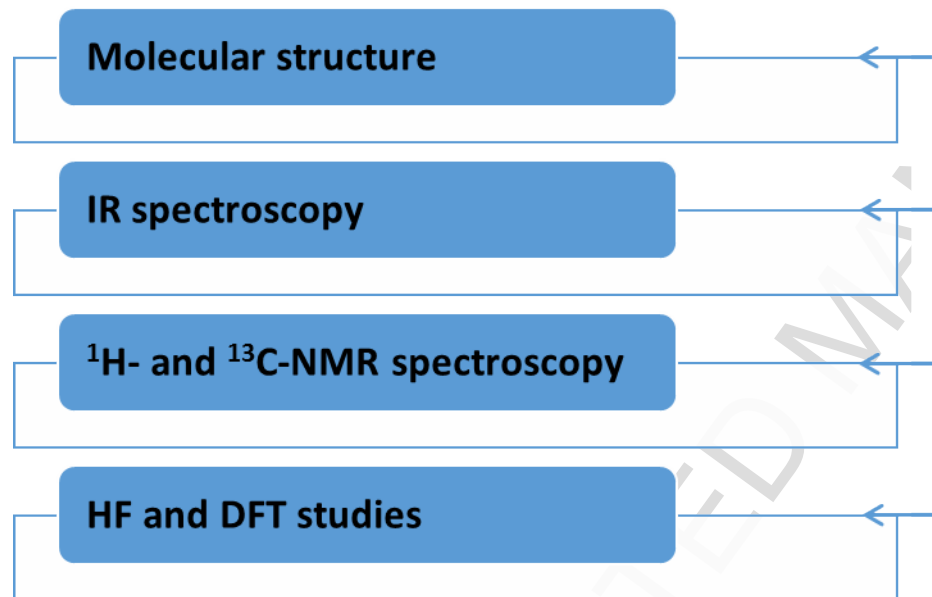 Molecular structure
IR spectroscopy
¹H- and ¹³C-NMR spectroscopy
HF and DFT studies